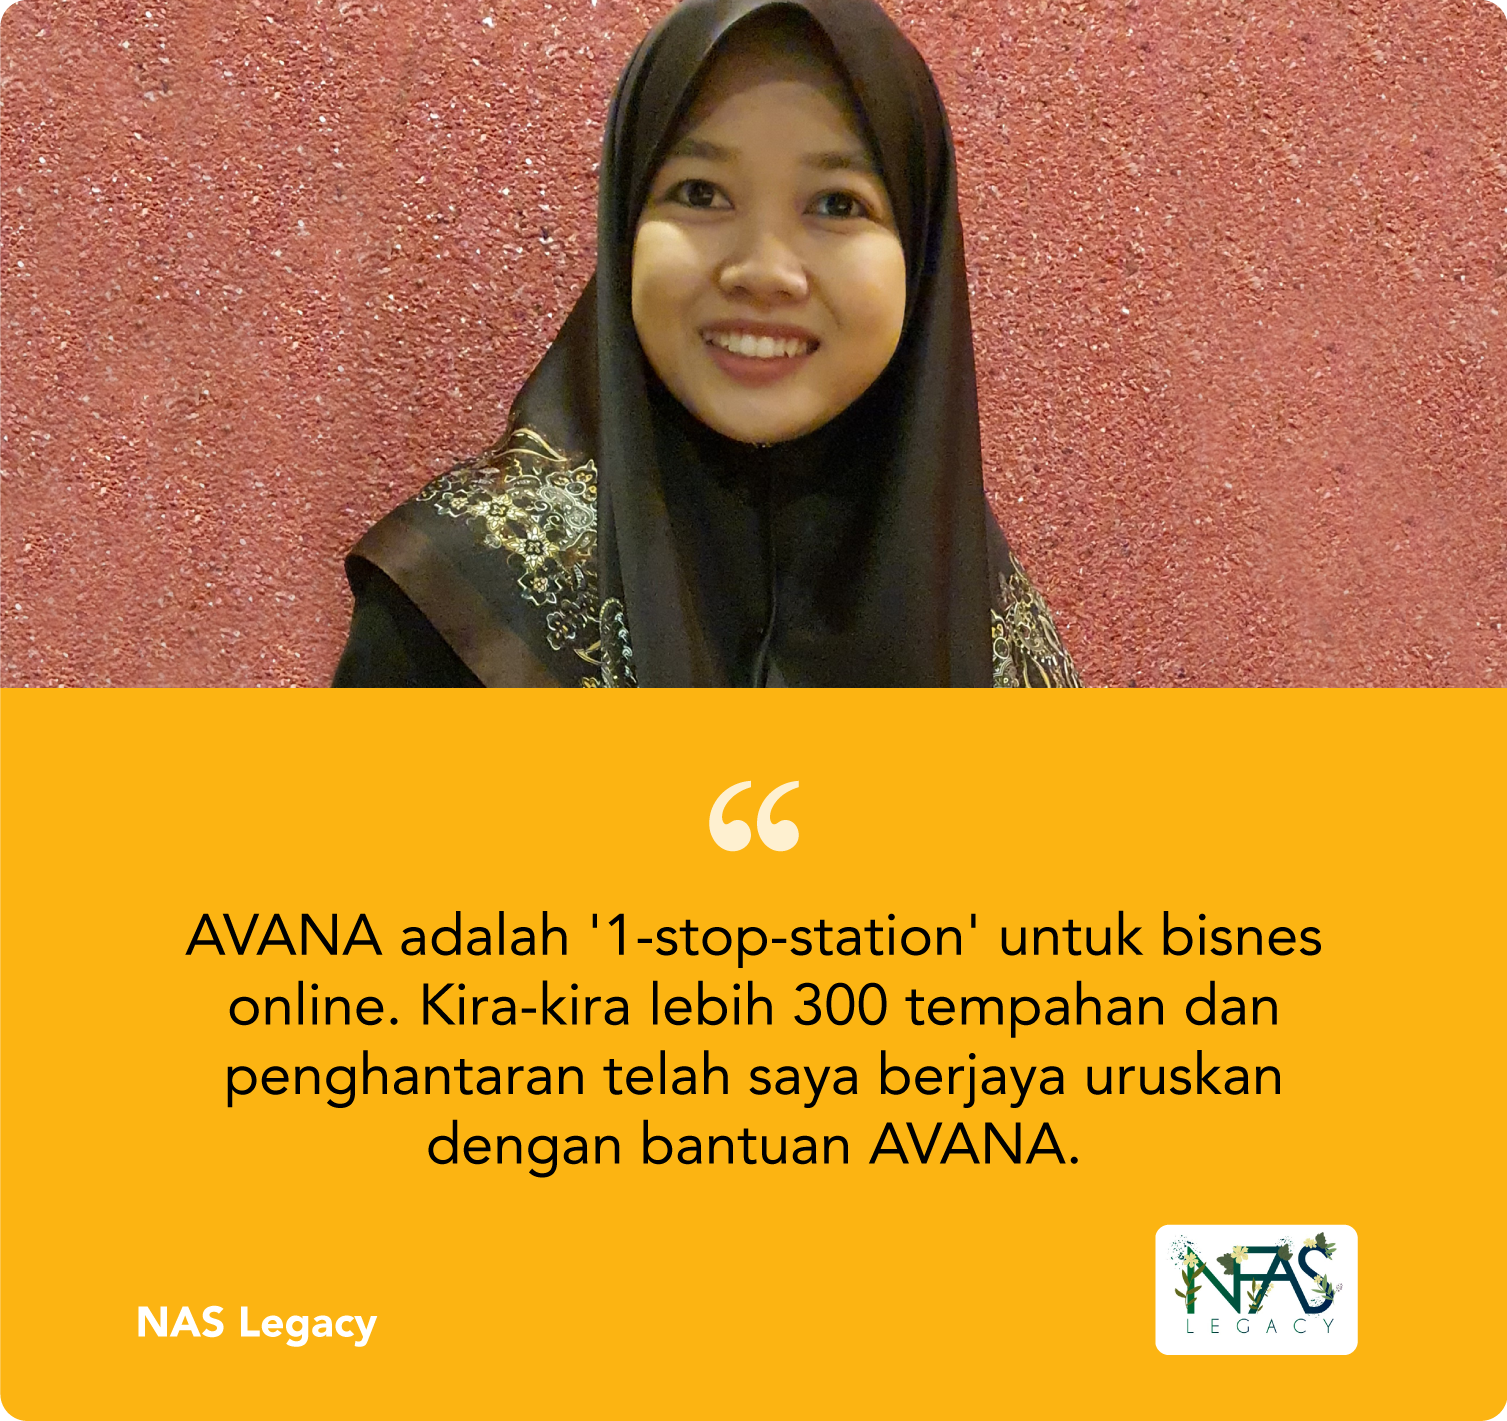 “
AVANA adalah '1-stop-station' untuk bisnes
online. Kira-kira lebih 300 tempahan dan
penghantaran telah saya berjaya uruskan
dengan bantuan AVANA.
NAS Legacy
NFAS
LEGACY